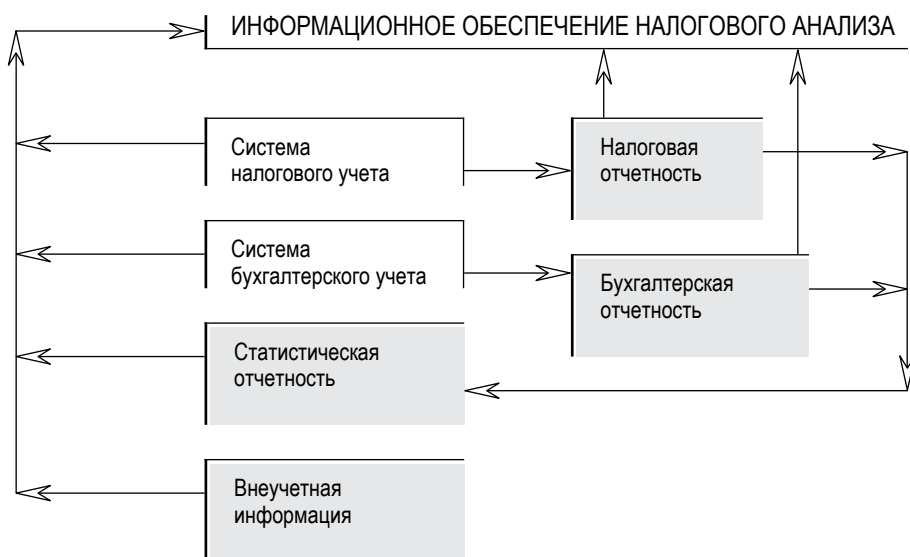 ИНФОРМАЦИОННОЕ ОБЕСПЕЧЕНИЕ НАЛОГОВОГО АНАЛИЗА
Система
налогового учета
Налоговая
отчетность
Система
бухгалтерского учета
Бухгалтерская
отчетность
Статистическая
отчетность
Внеучетная
информация